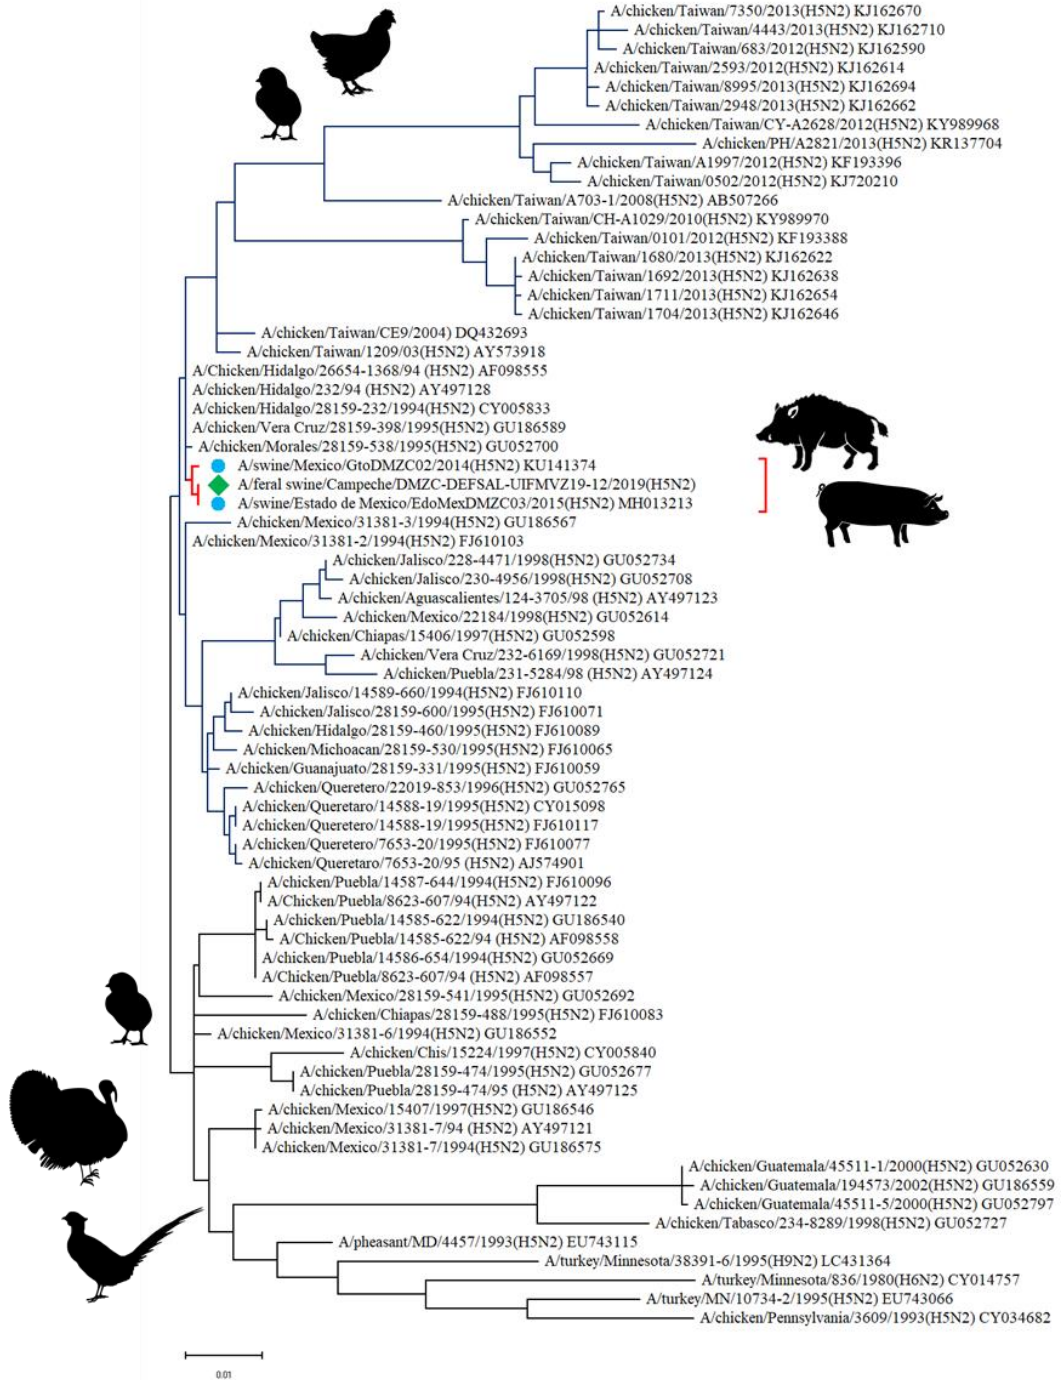 A/chicken/Taiwan/7350/2013(H5N2) KJ162670
A/chicken/Taiwan/4443/2013(H5N2) KJ162710
A/chicken/Taiwan/683/2012(H5N2) KJ162590
A/chicken/Taiwan/2593/2012(H5N2) KJ162614
A/chicken/Taiwan/8995/2013(H5N2) KJ162694
A/chicken/Taiwan/2948/2013(H5N2) KJ162662
A/chicken/Taiwan/CY-A2628/2012(H5N2) KY989968
A/chicken/PH/A2821/2013(H5N2) KR137704
A/chicken/Taiwan/A1997/2012(H5N2) KF193396
A/chicken/Taiwan/0502/2012(H5N2) KJ720210
A/chicken/Taiwan/A703-1/2008(H5N2) AB507266
A/chicken/Taiwan/CH-A1029/2010(H5N2) KY989970
A/chicken/Taiwan/0101/2012(H5N2) KF193388
A/chicken/Taiwan/1680/2013(H5N2) KJ162622
A/chicken/Taiwan/1692/2013(H5N2) KJ162638
A/chicken/Taiwan/1711/2013(H5N2) KJ162654
A/chicken/Taiwan/1704/2013(H5N2) KJ162646
A/chicken/Taiwan/CE9/2004) DQ432693
A/chicken/Taiwan/1209/03(H5N2) AY573918
A/Chicken/Hidalgo/26654-1368/94 (H5N2) AF098555
A/chicken/Hidalgo/232/94 (H5N2) AY497128
A/chicken/Hidalgo/28159-232/1994(H5N2) CY005833
A/chicken/Vera Cruz/28159-398/1995(H5N2) GU186589
A/chicken/Morales/28159-538/1995(H5N2) GU052700
A/swine/Mexico/GtoDMZC02/2014(H5N2) KU141374
A/feral swine/Campeche/DMZC-DEFSAL-UIFMVZ19-12/2019(H5N2)
A/swine/Estado de Mexico/EdoMexDMZC03/2015(H5N2) MH013213
A/chicken/Mexico/31381-3/1994(H5N2) GU186567
A/chicken/Mexico/31381-2/1994(H5N2) FJ610103
A/chicken/Jalisco/228-4471/1998(H5N2) GU052734
A/chicken/Jalisco/230-4956/1998(H5N2) GU052708
A/chicken/Aguascalientes/124-3705/98 (H5N2) AY497123
A/chicken/Mexico/22184/1998(H5N2) GU052614
A/chicken/Chiapas/15406/1997(H5N2) GU052598
A/chicken/Vera Cruz/232-6169/1998(H5N2) GU052721
A/chicken/Puebla/231-5284/98 (H5N2) AY497124
A/chicken/Jalisco/14589-660/1994(H5N2) FJ610110
A/chicken/Jalisco/28159-600/1995(H5N2) FJ610071
A/chicken/Hidalgo/28159-460/1995(H5N2) FJ610089
A/chicken/Michoacan/28159-530/1995(H5N2) FJ610065
A/chicken/Guanajuato/28159-331/1995(H5N2) FJ610059
A/chicken/Queretero/22019-853/1996(H5N2) GU052765
A/chicken/Queretaro/14588-19/1995(H5N2) CY015098
A/chicken/Queretero/14588-19/1995(H5N2) FJ610117
A/chicken/Queretero/7653-20/1995(H5N2) FJ610077
A/chicken/Queretaro/7653-20/95 (H5N2) AJ574901
A/chicken/Puebla/14587-644/1994(H5N2) FJ610096
A/Chicken/Puebla/8623-607/94(H5N2) AY497122
A/chicken/Puebla/14585-622/1994(H5N2) GU186540
A/Chicken/Puebla/14585-622/94 (H5N2) AF098558
A/chicken/Puebla/14586-654/1994(H5N2) GU052669
A/Chicken/Puebla/8623-607/94 (H5N2) AF098557
A/chicken/Mexico/28159-541/1995(H5N2) GU052692
A/chicken/Chiapas/28159-488/1995(H5N2) FJ610083
A/chicken/Mexico/31381-6/1994(H5N2) GU186552
A/chicken/Chis/15224/1997(H5N2) CY005840
A/chicken/Puebla/28159-474/1995(H5N2) GU052677
A/chicken/Puebla/28159-474/95 (H5N2) AY497125
A/chicken/Mexico/15407/1997(H5N2) GU186546
A/chicken/Mexico/31381-7/94 (H5N2) AY497121
A/chicken/Mexico/31381-7/1994(H5N2) GU186575
A/chicken/Guatemala/45511-1/2000(H5N2) GU052630
A/chicken/Guatemala/194573/2002(H5N2) GU186559
A/chicken/Guatemala/45511-5/2000(H5N2) GU052797
A/chicken/Tabasco/234-8289/1998(H5N2) GU052727
A/pheasant/MD/4457/1993(H5N2) EU743115
A/turkey/Minnesota/38391-6/1995(H9N2) LC431364
A/turkey/Minnesota/836/1980(H6N2) CY014757
A/turkey/MN/10734-2/1995(H5N2) EU743066
A/chicken/Pennsylvania/3609/1993(H5N2) CY034682
0.01